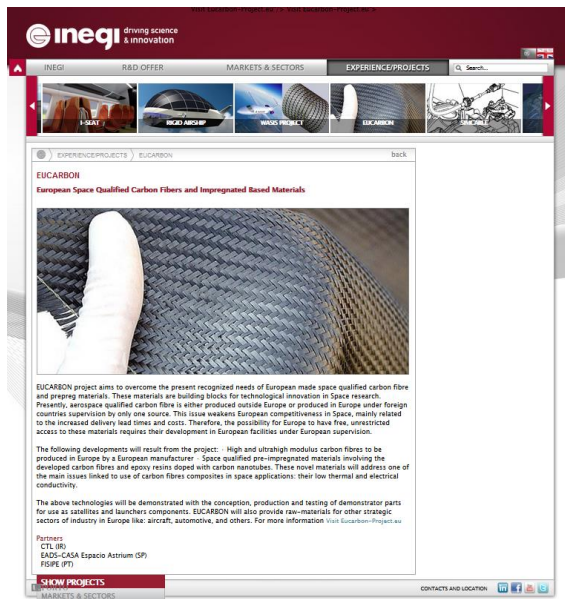 inegi driving science
& innovation
INEGI R&D OFFER MARKETS & SECTORS EXPERIENCE/PROJECTS Search...
I-SEAT RIGID AIRSHIP WASIS PROJECT EUCARBON
EXPERIENCE/PROJECTS EUCARBON back
EUCARBON
European Space Qualified Carbon Fibers and Impregnated Based Materials
EUCARBON project aims to overcome the present recognized needs of European made space qualified carbon fibre
and prepreg materials. These materials are building blocks for technological innovation in Space research.
Presently, aerospace qualified carbon fibre is either produced outside Europe or produced in Europe under foreign
countries supervision by only one source. This issue weakens European competitiveness in Space, mainly related
to the increased delivery lead times and costs. Therefore, the possibility for Europe to have free, unrestricted
access to these materials requires their development in European facilities under European supervision.
The following developments will result from the project: · High and ultrahigh modulus carbon fibres to be
produced in Europe by a European manufacturer · Space qualified pre-impregnated materials involving the
developed carbon fibres and epoxy resins doped with carbon nanotubes. These novel materials will address one of
the main issues linked to use of carbon fibres composites in space applications: their low thermal and electrical
conductivity.
The above technologies will be demonstrated with the conception, production and testing of demonstrator parts
for use as satellites and launchers components. EUCARBON will also provide raw-materials for other strategic
sectors of industry in Europe like: aircraft, automotive, and others. For more information Visit Eucarbon-Project.eu
Partners
CTL (IR)
EADS-CASA Espacio Astrium (SP)
FISIPE (PT)
SHOW PROJECTS
MARKETS & SECTORS
CONTACTS AND LOCATION